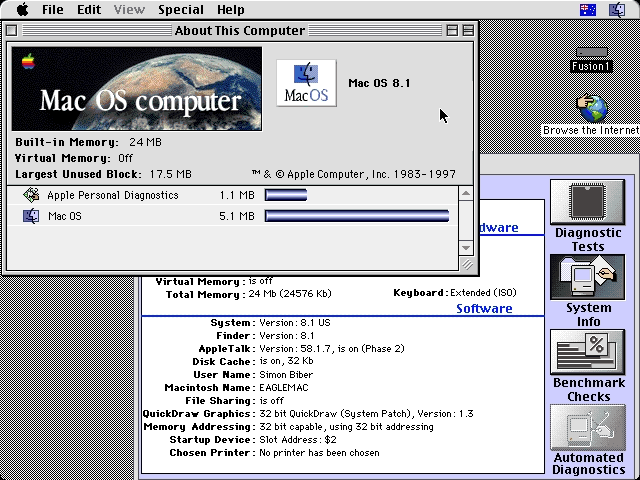 File Edit View Special Help
About This Computer
Mac OS computer
MacOS
Mac OS 8.1
Built-in Memory: 24 MB
Virtual Memory: Off
Largest Unused Block: 17.5 MB
™ & © Apple Computer, Inc. 1983-1997
Apple Personal Diagnostics 1.1 MB
Mac OS 5.1 MB
Fusion1
Browse the Internet
dware
Virtual Memory: is off
Total Memory: 24 Mb (24576 Kb)
Keyboard: Extended (ISO)
Software
System: Version: 8.1 US
Finder: Version: 8.1
AppleTalk: Version: 58.1.7, is on (Phase 2)
Disk Cache: is on, 32 Kb
User Name: Simon Biber
Macintosh Name: EAGLEMAC
File Sharing: is off
QuickDraw Graphics: 32 bit QuickDraw (System Patch), Version: 1.3
Memory Addressing: 32 bit capable, using 32 bit addressing
Startup Device: Slot Address: $2
Chosen Printer: No printer has been chosen
Diagnostic
Tests
System
Info
Benchmark
Checks
Automated
Diagnostics